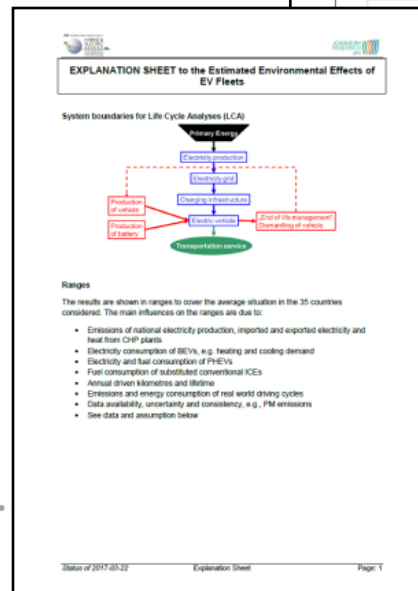 EXPLANATION SHEET to the Estimated Environmental Effects of
EV Fleets
System boundaries for Life Cycle Analyses (LCA)
Primary Energy
Electricity production
Electricity grid
Production
of vehicle
Charging infrastructure
Production
of battery
Electric vehicle
„End of life management"
Dismantling of vehicle
Transportation service
Ranges
The results are shown in ranges to cover the average situation in the 35 countries
considered. The main influences on the ranges are due to:
• Emissions of national electricity production, imported and exported electricity and
heat from CHP plants
• Electricity consumption of BEVs, e.g. heating and cooling demand
• Electricity and fuel consumption of PHEVs
• Fuel consumption of substituted conventional ICEs
• Annual driven kilometres and lifetime
• Emissions and energy consumption of real world driving cycles
• Data availability, uncertainty and consistency, e.g., PM emissions
• See data and assumption below
Status of 2017-03-22 Explanation Sheet Page: 1